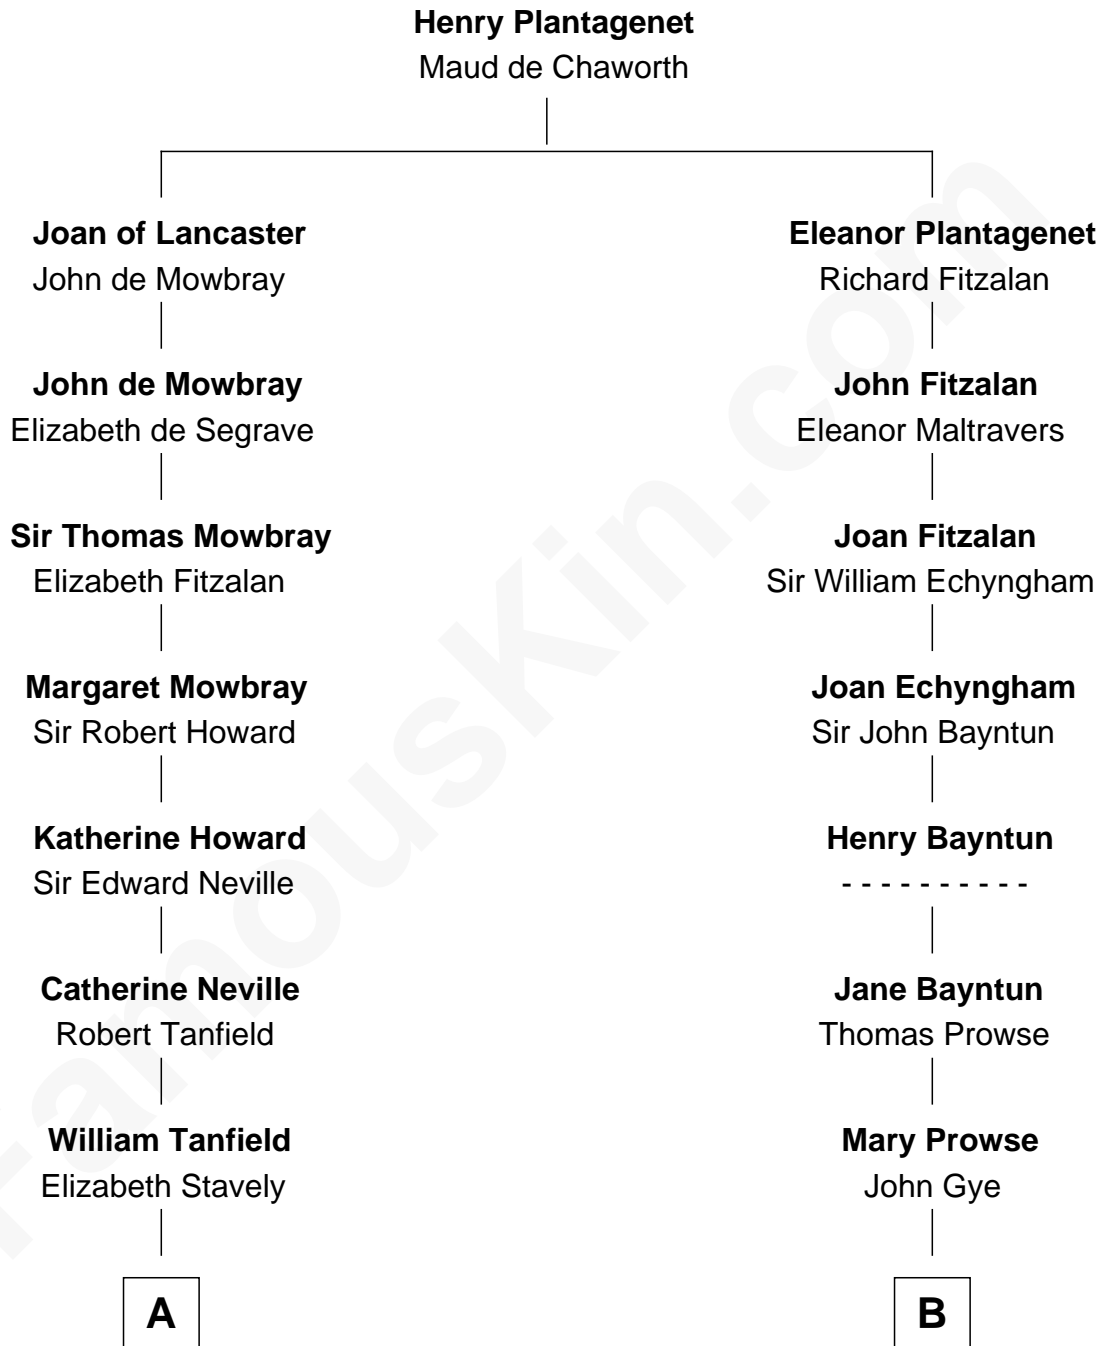 Henry Plantagenet
Maud de Chaworth
Joan of Lancaster
John de Mowbray
Eleanor Plantagenet
Richard Fitzalan
John de Mowbray
Elizabeth de Segrave
John Fitzalan
Eleanor Maltravers
Sir Thomas Mowbray
Elizabeth Fitzalan
Joan Fitzalan
Sir William Echyngham
Margaret Mowbray
Sir Robert Howard
Joan Echyngham
Sir John Bayntun
Katherine Howard
Sir Edward Neville
Henry Bayntun
- - - - - - - - - -
Catherine Neville
Robert Tanfield
Jane Bayntun
Thomas Prowse
William Tanfield
Elizabeth Stavely
Mary Prowse
John Gye
A
B
FamousKin.com